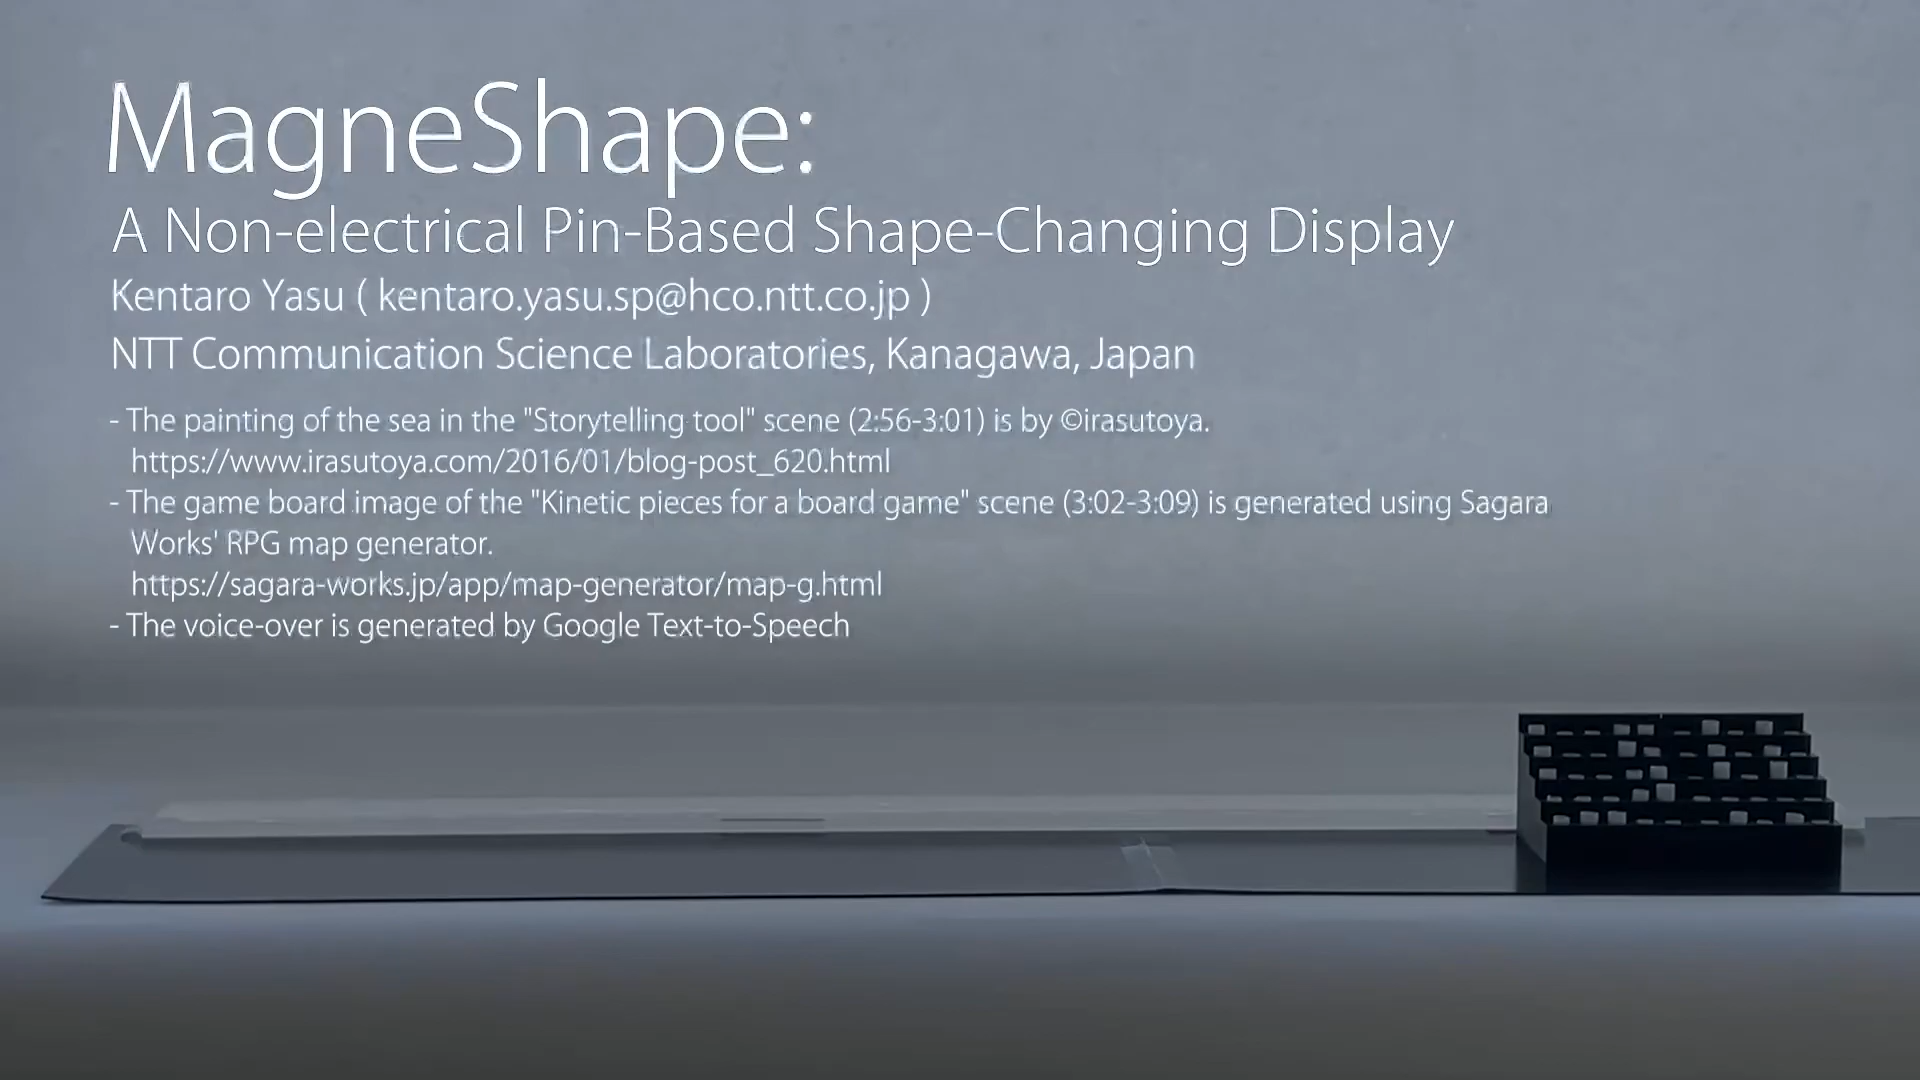 MagneShape:
A Non-electrical Pin-Based Shape-Changing Display
Kentaro Yasu ( kentaro.yasu.sp@hco.ntt.co.jp )
NTT Communication Science Laboratories, Kanagawa, Japan
- The painting of the sea in the "Storytelling tool" scene (2:56-3:01) is by ©irasutoya.
https://www.irasutoya.com/2016/01/blog-post_620.html
- The game board image of the "Kinetic pieces for a board game" scene (3:02-3:09) is generated using Sagara
Works' RPG map generator.
https://sagara-works.jp/app/map-generator/map-g.html
- The voice-over is generated by Google Text-to-Speech